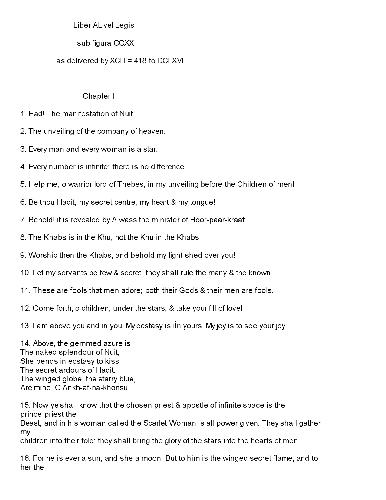 Liber AL vel Legis
sub figura CCXX
as delivered by XCIII = 418 to DCLXVI
Chapter I
1. Had! The manifestation of Nuit.
2. The unveiling of the company of heaven.
3. Every man and every woman is a star.
4. Every number is infinite; there is no difference.
5. Help me, o warrior lord of Thebes, in my unveiling before the Children of men!
6. Be thou Hadit, my secret centre, my heart & my tongue!
7. Behold! it is revealed by Aiwass the minister of Hoor-paar-kraat.
8. The Khabs is in the Khu, not the Khu in the Khabs.
9. Worship then the Khabs, and behold my light shed over you!
10. Let my servants be few & secret: they shall rule the many & the known.
11. These are fools that men adore; both their Gods & their men are fools.
12. Come forth, o children, under the stars, & take your fill of love!
13. I am above you and in you. My ecstasy is in yours. My joy is to see your joy.
14. Above, the gemmed azure is
The naked splendour of Nuit;
She bends in ecstasy to kiss
The secret ardours of Hadit.
The winged globe, the starry blue,
Are mine, O Ankh-af-na-khonsu!
15. Now ye shall know that the chosen priest & apostle of infinite space is the
prince-priest the
Beast; and in his woman called the Scarlet Woman is all power given. They shall gather
my
children into their fold: they shall bring the glory of the stars into the hearts of men.
16. For he is ever a sun, and she a moon. But to him is the winged secret flame, and to
her the